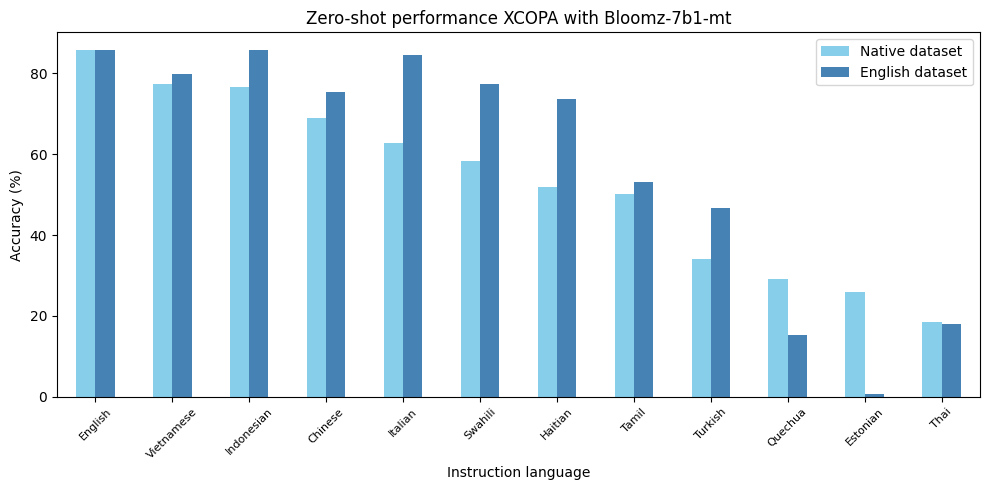 Zero-shot performance XCOPA with Bloomz-7b1-mt
Native dataset
English dataset
Accuracy (%)
80
60
40
20
0
English
Vietnamese
Indonesian
Chinese
Italian
Swahili
Haitian
Tamil
Turkish
Quechua
Estonian
Thai
Instruction language